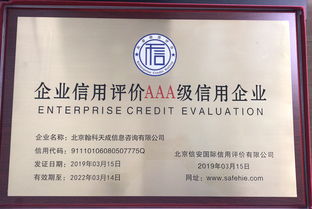 信
企业信用评价AAA级信用企业
ENTERPRISE CREDIT EVALUATION
企业名称：北京翰科天成信息咨询有限公司
信用代码：91110106080507775Q
发证日期：2019年03月15日
有效期至：2022年03月14日
北京信安国际信用评价有限公司
2019年03月15日
网址：www.safehie.com